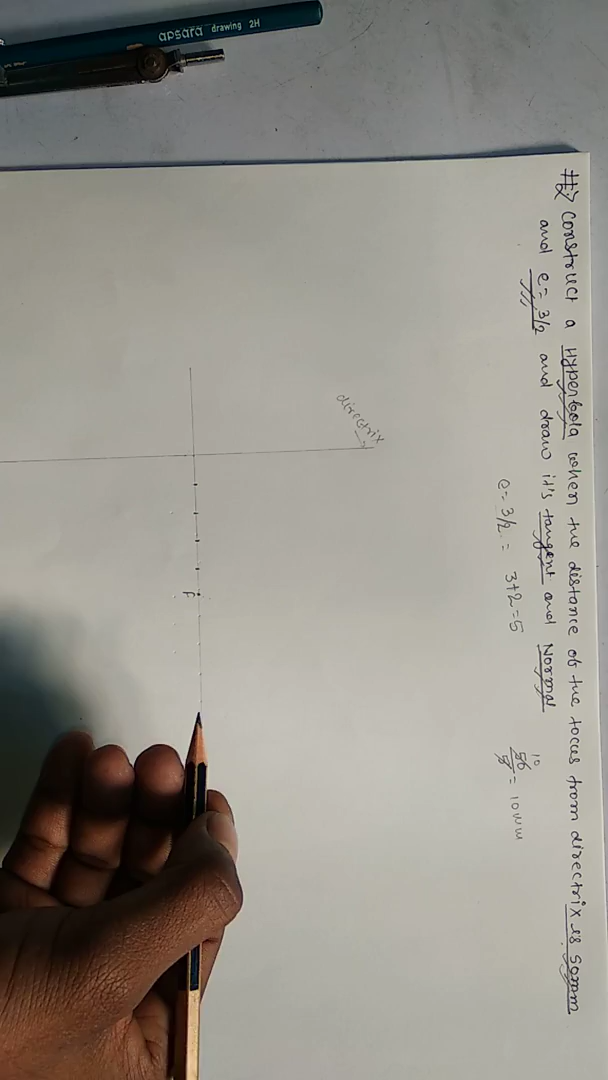 #2) Construct a Hyperbola when the distance of the focus from directrix is 50mm
and e = 3/2 and draw it's tangent and Normal
e = 3/2 = 3+2=5
10
50/5 = 10mm
directrix
F
apsara drawing 2H